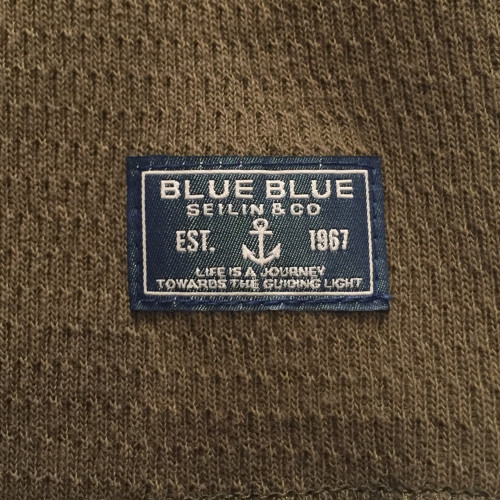 BLUE BLUE
SEILIN & CO
EST. 1967
LIFE IS A JOURNEY
TOWARDS THE GUIDING LIGHT